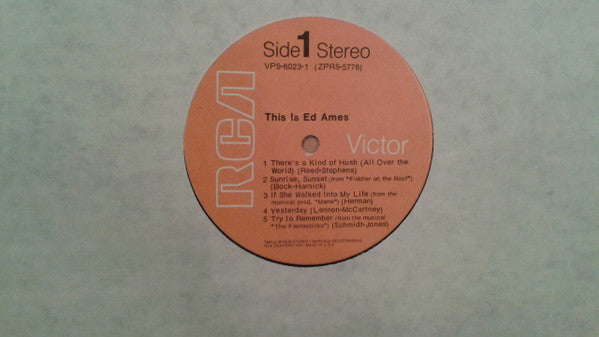 Side 1 Stereo
VPS-6023-1 (ZPRS-5776)
This Is Ed Ames
RCA
Victor
1 There's a Kind of Hush (All Over the
World) (Reed-Stephens)
2 Sunrise, Sunset (from "Fiddler on the Roof")
(Bock-Harnick)
3 If She Walked Into My Life (from the
musical prod. "Mame") (Herman)
4 Yesterday (Lennon-McCartney)
5 Try to Remember (from the musical
"The Fantasticks") (Schmidt-Jones)